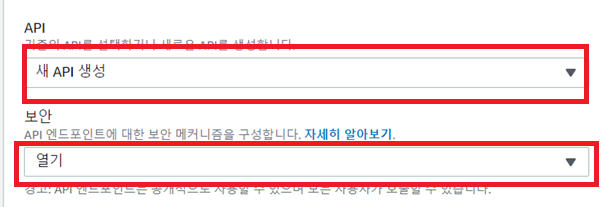 API
기존의 API를 선택하거나 새로운 API를 생성합니다.
새 API 생성
보안
API 엔드포인트에 대한 보안 메커니즘을 구성합니다. 자세히 알아보기.
열기
경고: API 엔드포인트는 공개적으로 사용할 수 있으며 모든 사용자가 호출할 수 있습니다.